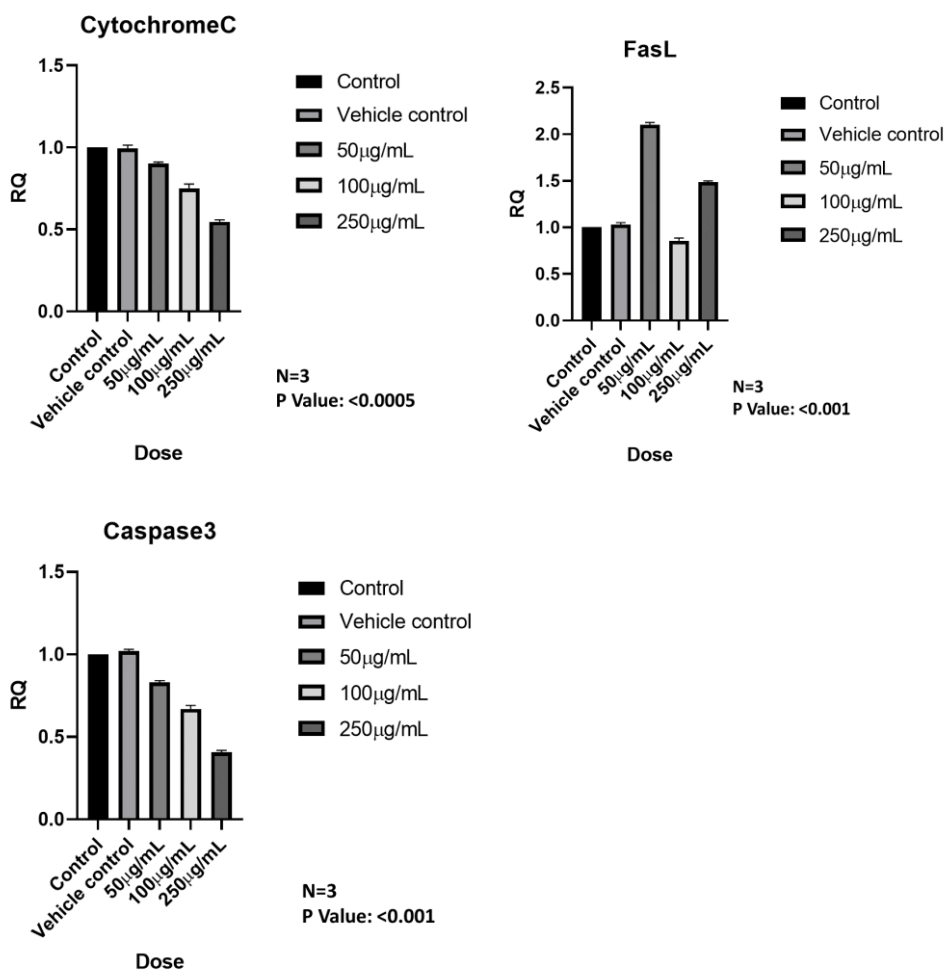 CytochromeC
1.5
1.0
0.5
0.0
RQ
Control
Vehicle control
50μg/mL
100μg/mL
250μg/mL
Dose
Control
Vehicle control
50μg/mL
100μg/mL
250μg/mL
N=3
P Value: <0.0005
FasL
2.5
2.0
1.5
1.0
0.5
0.0
RQ
Control
Vehicle control
50μg/mL
100μg/mL
250μg/mL
Dose
Control
Vehicle control
50μg/mL
100μg/mL
250μg/mL
N=3
P Value: <0.001
Caspase3
1.5
1.0
0.5
0.0
RQ
Control
Vehicle control
50μg/mL
100μg/mL
250μg/mL
Dose
Control
Vehicle control
50μg/mL
100μg/mL
250μg/mL
N=3
P Value: <0.001